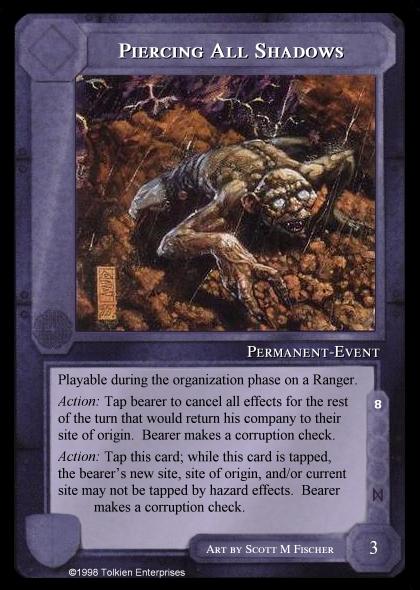 PIERCING ALL SHADOWS
PERMANENT-EVENT
Playable during the organization phase on a Ranger.
Action: Tap bearer to cancel all effects for the rest
of the turn that would return his company to their
site of origin. Bearer makes a corruption check.
Action: Tap this card; while this card is tapped,
the bearer's new site, site of origin, and/or current
site may not be tapped by hazard effects. Bearer
makes a corruption check.
8
ART BY SCOTT M FISCHER
3
©1998 Tolkien Enterprises